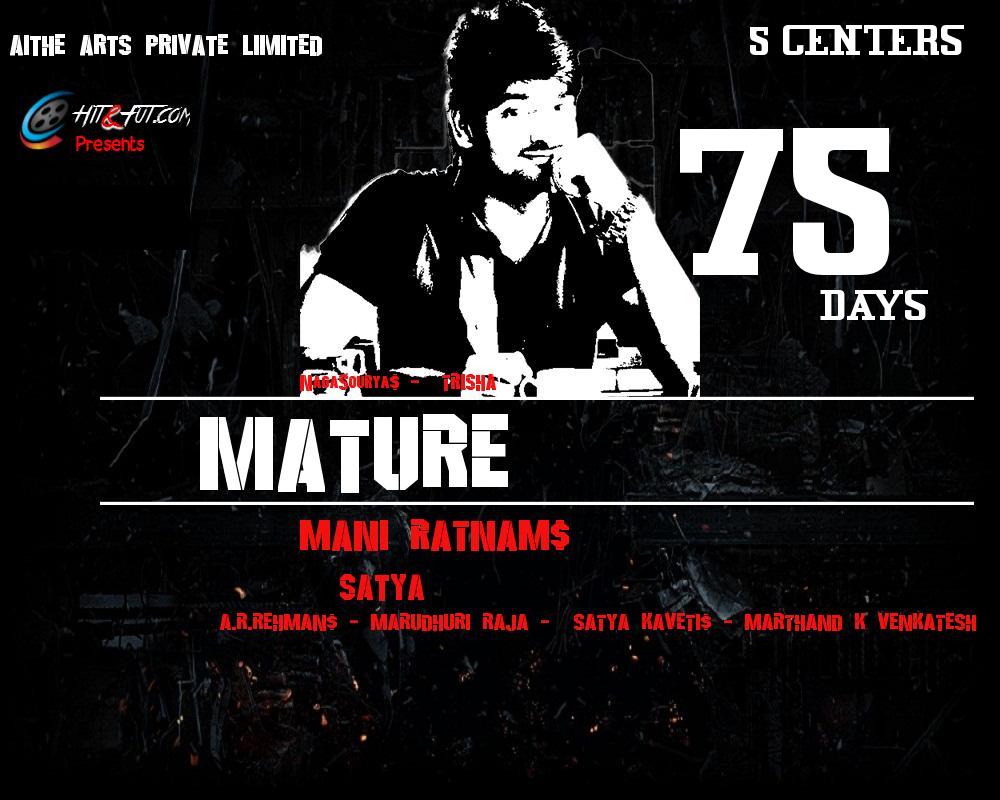 AITHE ARTS PRIVATE LIIMITED
5 CENTERS
HIT&FUT.COM
Presents
75
DAYS
NAGASOURYA$ - TRISHA
MATURE
MANI RATNAM$
SATYA
A.R.REHMAN$ - MARUDHURI RAJA - SATYA KAVETI$ - MARTHAND K VENKATESH